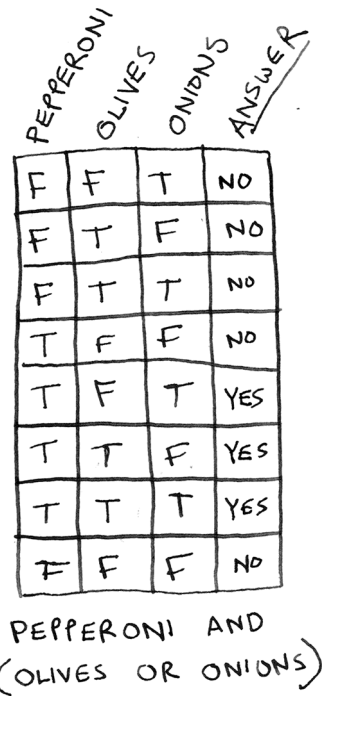 PEPPERONI OLIVES ONIONS ANSWER
F F T NO
F T F NO
F T T NO
T F F NO
T F T YES
T T F YES
T T T YES
F F F NO
PEPPERONI AND
(OLIVES OR ONIONS)